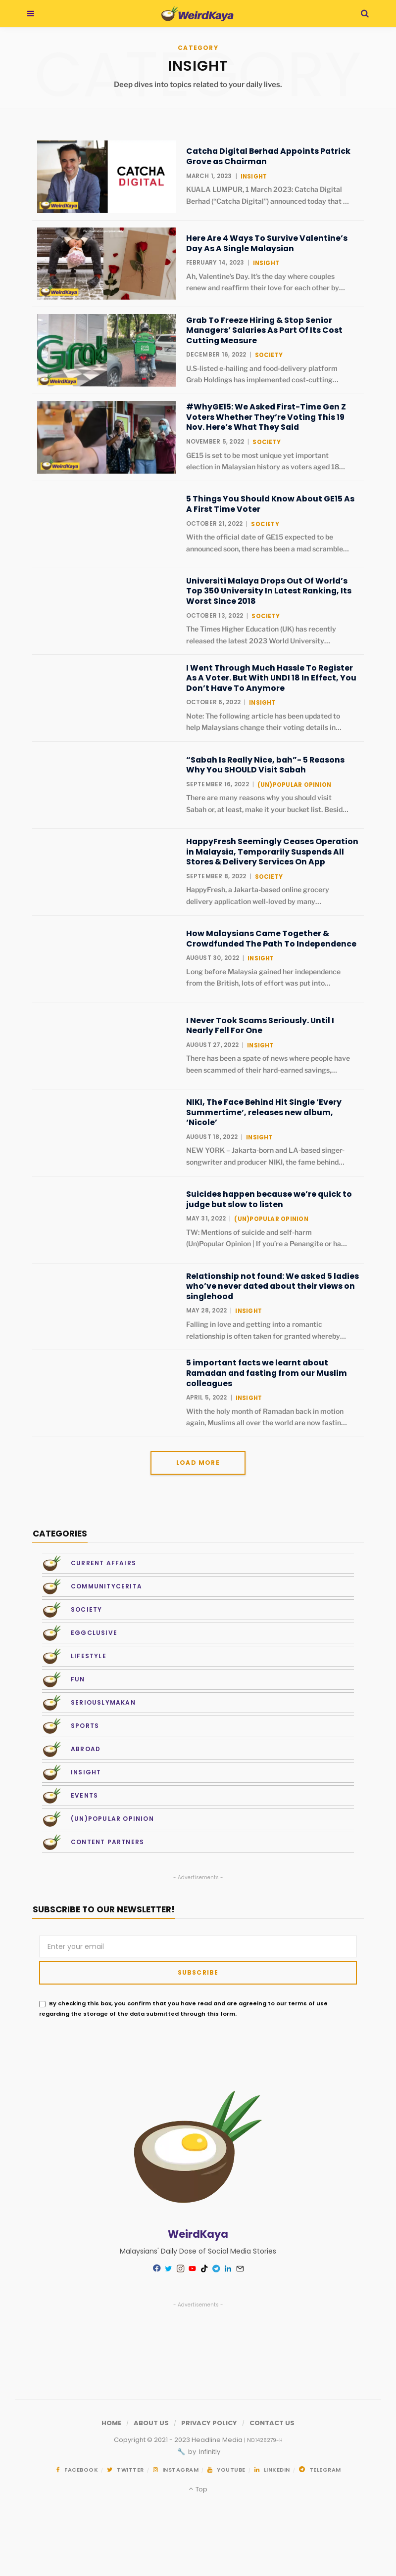 WeirdKaya
CATEGORY
INSIGHT
Deep dives into topics related to your daily lives.
CATCHA
DIGITAL
WeirdKaya
Catcha Digital Berhad Appoints Patrick
Grove as Chairman
MARCH 1, 2023 | INSIGHT
KUALA LUMPUR, 1 March 2023: Catcha Digital
Berhad (“Catcha Digital”) announced today that ...
WeirdKaya
Here Are 4 Ways To Survive Valentine’s
Day As A Single Malaysian
FEBRUARY 14, 2023 | INSIGHT
Ah, Valentine’s Day. It’s the day where couples
renew and reaffirm their love for each other by...
Grab
WeirdKaya
Grab To Freeze Hiring & Stop Senior
Managers’ Salaries As Part Of Its Cost
Cutting Measure
DECEMBER 16, 2022 | SOCIETY
U.S-listed e-hailing and food-delivery platform
Grab Holdings has implemented cost-cutting...
WeirdKaya
#WhyGE15: We Asked First-Time Gen Z
Voters Whether They’re Voting This 19
Nov. Here’s What They Said
NOVEMBER 5, 2022 | SOCIETY
GE15 is set to be most unique yet important
election in Malaysian history as voters aged 18...
5 Things You Should Know About GE15 As
A First Time Voter
OCTOBER 21, 2022 | SOCIETY
With the official date of GE15 expected to be
announced soon, there has been a mad scramble...
Universiti Malaya Drops Out Of World’s
Top 350 University In Latest Ranking, Its
Worst Since 2018
OCTOBER 13, 2022 | SOCIETY
The Times Higher Education (UK) has recently
released the latest 2023 World University...
I Went Through Much Hassle To Register
As A Voter. But With UNDI 18 In Effect, You
Don’t Have To Anymore
OCTOBER 6, 2022 | INSIGHT
Note: The following article has been updated to
help Malaysians change their voting details in...
“Sabah Is Really Nice, bah”- 5 Reasons
Why You SHOULD Visit Sabah
SEPTEMBER 16, 2022 | (UN)POPULAR OPINION
There are many reasons why you should visit
Sabah or, at least, make it your bucket list. Besid...
HappyFresh Seemingly Ceases Operation
in Malaysia, Temporarily Suspends All
Stores & Delivery Services On App
SEPTEMBER 8, 2022 | SOCIETY
HappyFresh, a Jakarta-based online grocery
delivery application well-loved by many...
How Malaysians Came Together &
Crowdfunded The Path To Independence
AUGUST 30, 2022 | INSIGHT
Long before Malaysia gained her independence
from the British, lots of effort was put into...
I Never Took Scams Seriously. Until I
Nearly Fell For One
AUGUST 27, 2022 | INSIGHT
There has been a spate of news where people have
been scammed of their hard-earned savings,...
NIKI, The Face Behind Hit Single ‘Every
Summertime’, releases new album,
‘Nicole’
AUGUST 18, 2022 | INSIGHT
NEW YORK – Jakarta-born and LA-based singer-
songwriter and producer NIKI, the fame behind...
Suicides happen because we’re quick to
judge but slow to listen
MAY 31, 2022 | (UN)POPULAR OPINION
TW: Mentions of suicide and self-harm
(Un)Popular Opinion | If you’re a Penangite or ha...
Relationship not found: We asked 5 ladies
who’ve never dated about their views on
singlehood
MAY 28, 2022 | INSIGHT
Falling in love and getting into a romantic
relationship is often taken for granted whereby...
5 important facts we learnt about
Ramadan and fasting from our Muslim
colleagues
APRIL 5, 2022 | INSIGHT
With the holy month of Ramadan back in motion
again, Muslims all over the world are now fastin...
LOAD MORE
CATEGORIES
CURRENT AFFAIRS
COMMUNITYCERITA
SOCIETY
EGGCLUSIVE
LIFESTYLE
FUN
SERIOUSLYMAKAN
SPORTS
ABROAD
INSIGHT
EVENTS
(UN)POPULAR OPINION
CONTENT PARTNERS
- Advertisements -
SUBSCRIBE TO OUR NEWSLETTER!
Enter your email
SUBSCRIBE
By checking this box, you confirm that you have read and are agreeing to our terms of use
regarding the storage of the data submitted through this form.
WeirdKaya
Malaysians' Daily Dose of Social Media Stories
- Advertisements -
HOME / ABOUT US / PRIVACY POLICY / CONTACT US
Copyright © 2021 - 2023 Headline Media | NO1426279-H
by Infinitly
FACEBOOK TWITTER INSTAGRAM YOUTUBE LINKEDIN TELEGRAM
Top